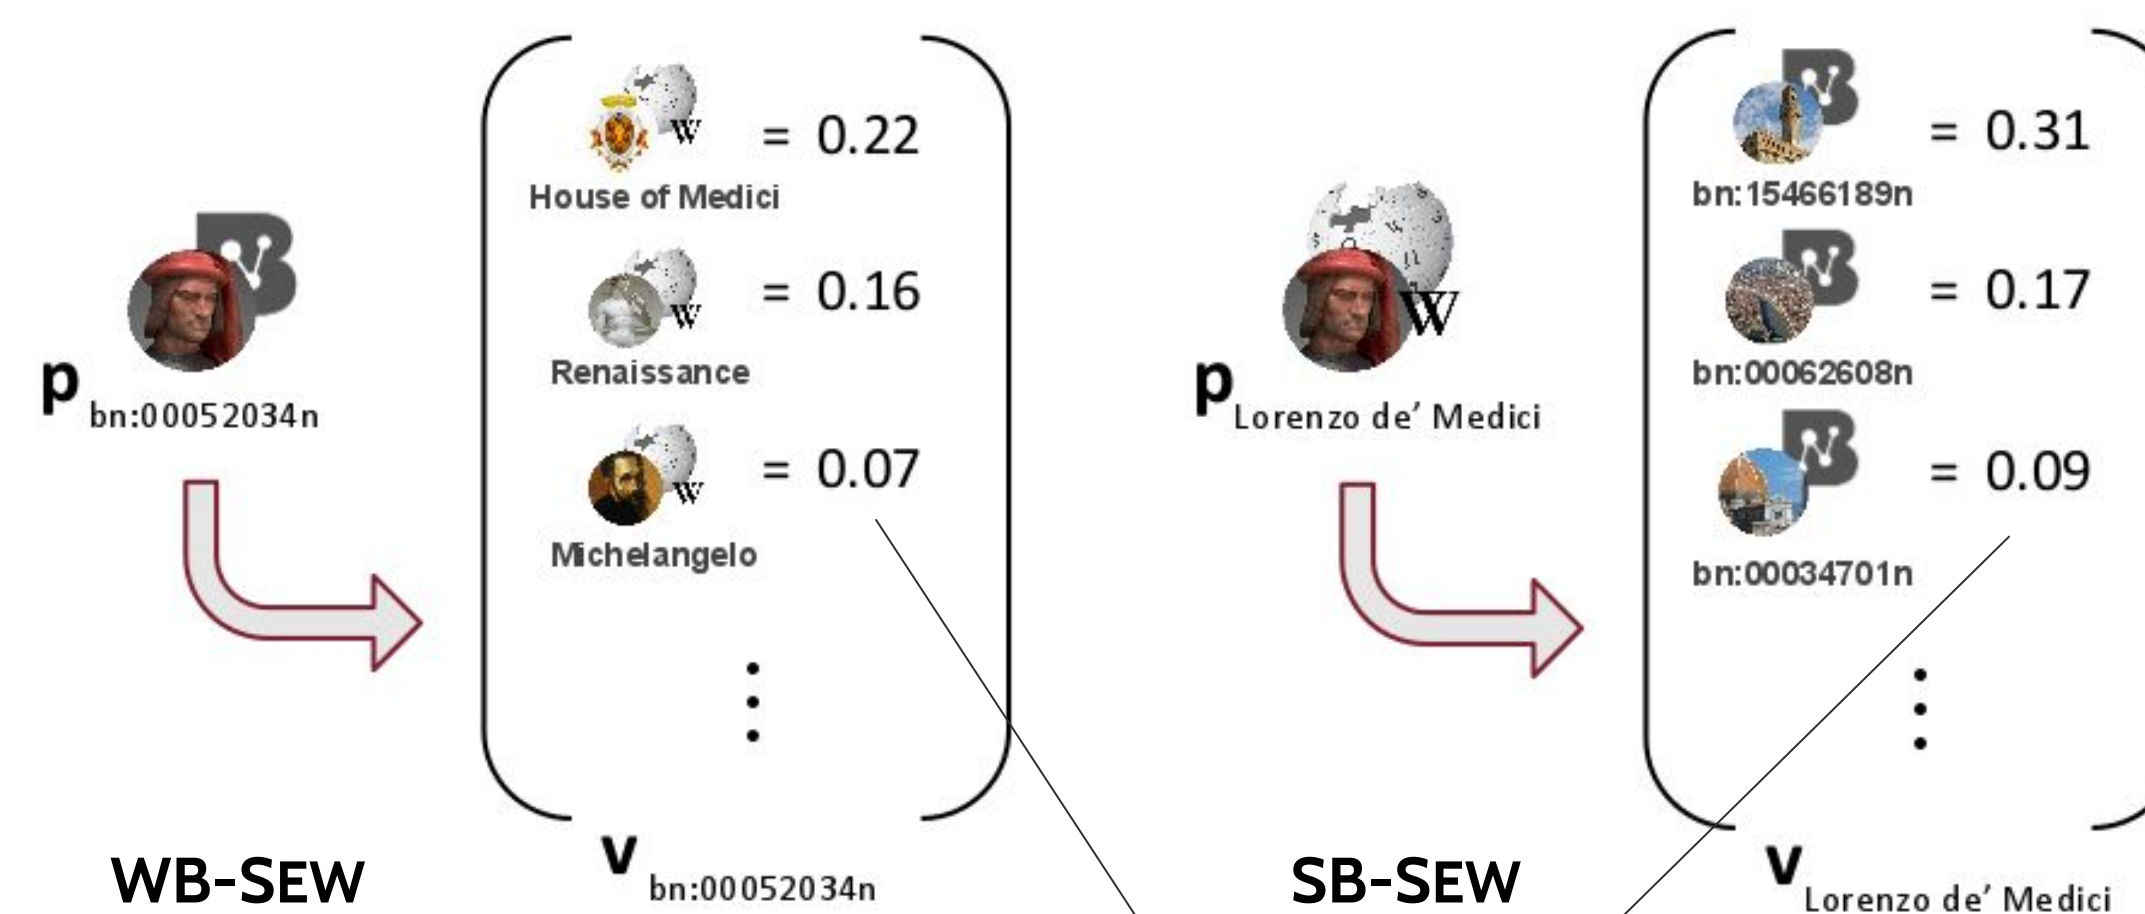 = 0.22
House of Medici
= 0.16
Renaissance
= 0.07
Michelangelo
p bn:00052034n
WB-SEW
v bn:00052034n
= 0.31
bn:15466189n
= 0.17
bn:00062608n
= 0.09
bn:00034701n
p Lorenzo de’ Medici
SB-SEW
v Lorenzo de’ Medici